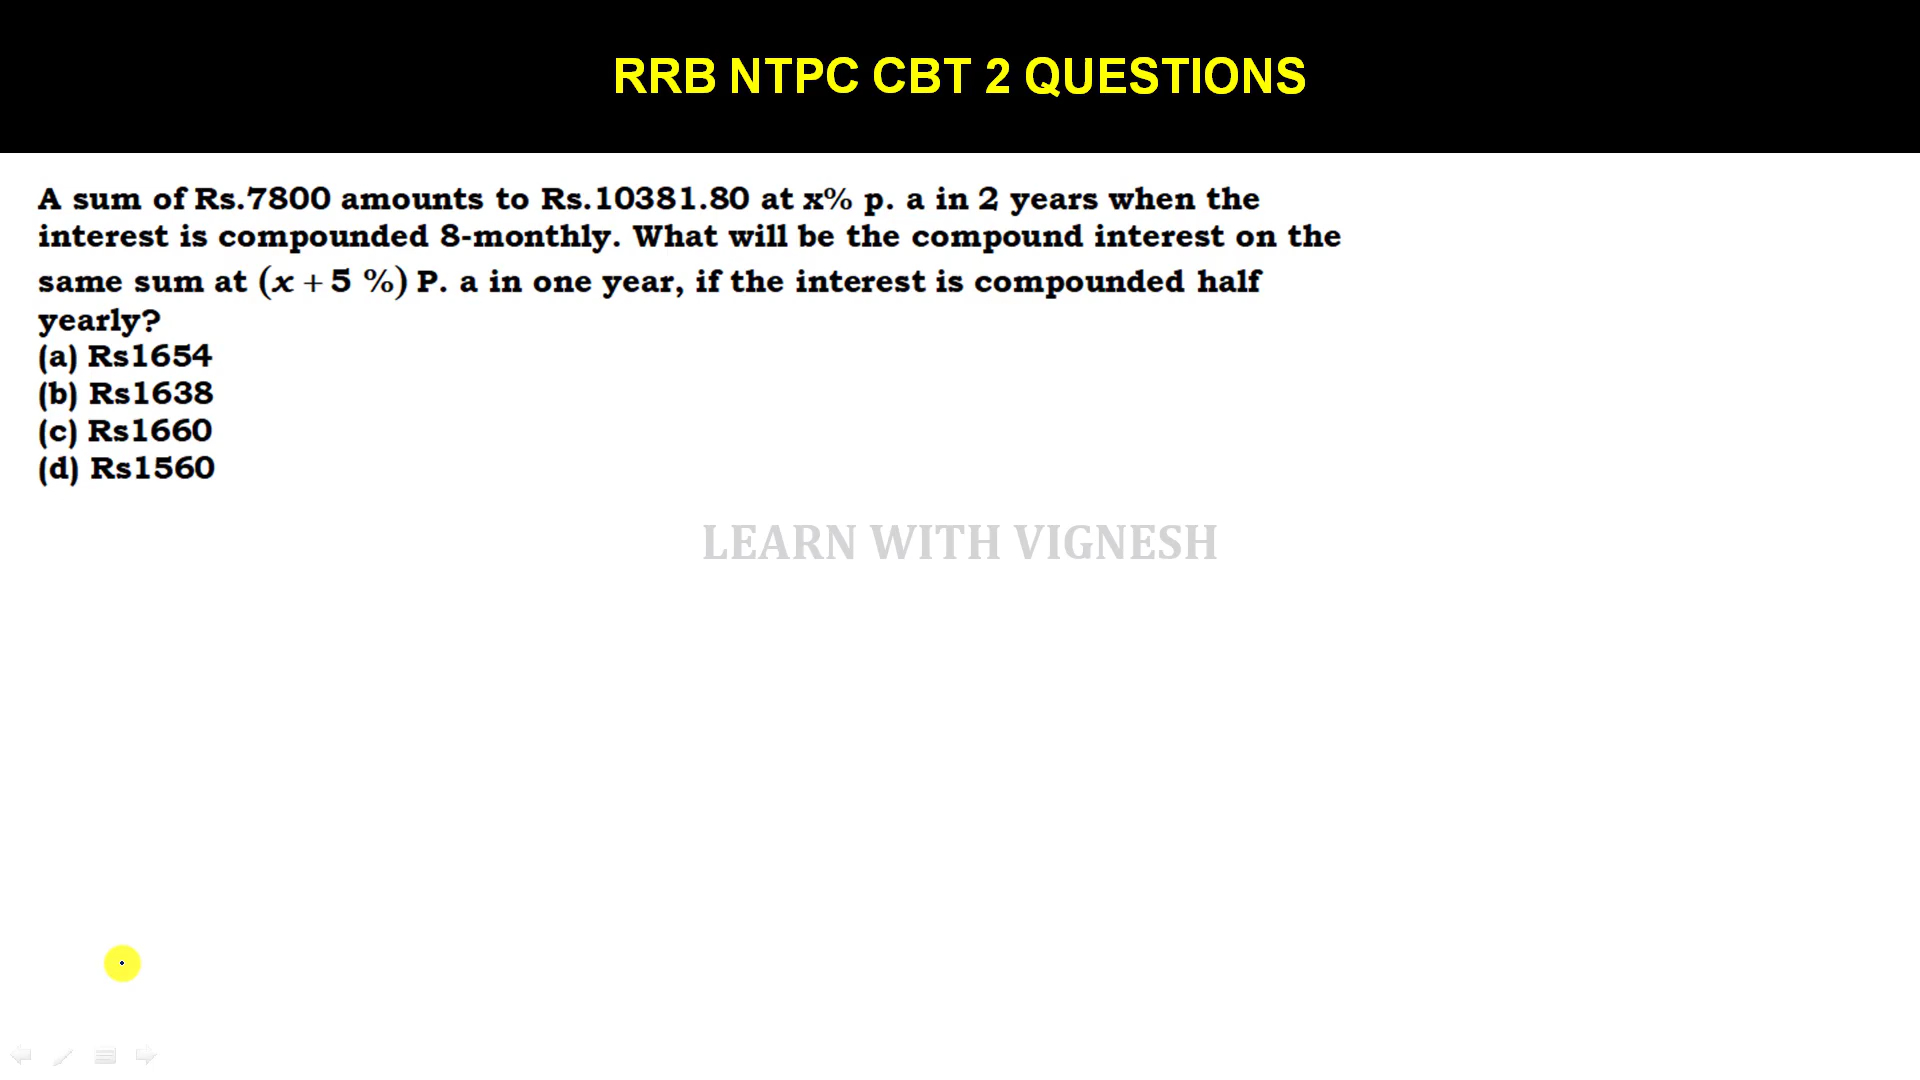 RRB NTPC CBT 2 QUESTIONS
A sum of Rs.7800 amounts to Rs.10381.80 at x% p. a in 2 years when the
interest is compounded 8-monthly. What will be the compound interest on the
same sum at (x + 5 %) P. a in one year, if the interest is compounded half
yearly?
(a) Rs1654
(b) Rs1638
(c) Rs1660
(d) Rs1560
LEARN WITH VIGNESH